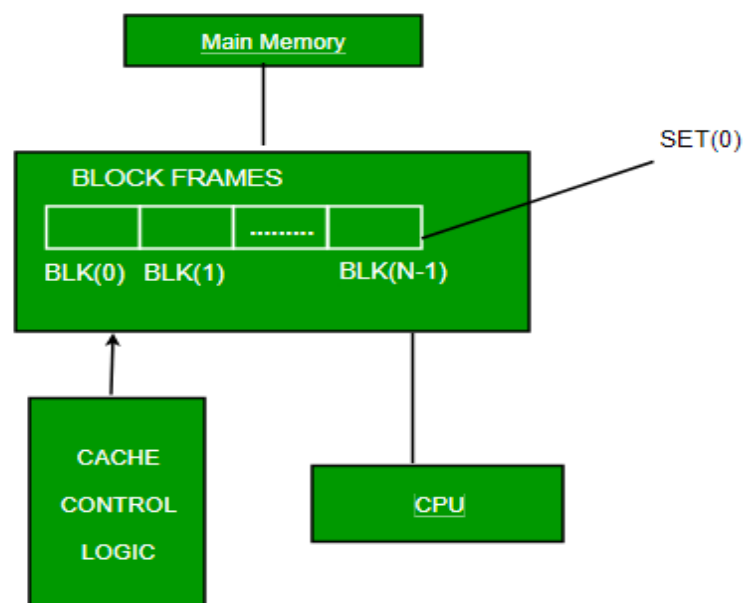 Main Memory
SET(0)
BLOCK FRAMES
.........
BLK(0) BLK(1) BLK(N-1)
CACHE
CONTROL
LOGIC
CPU